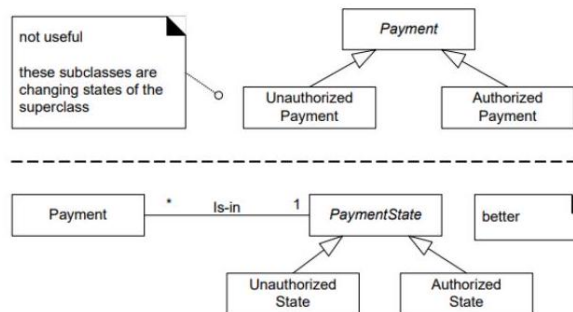 not useful
these subclasses are
changing states of the
superclass
Payment
Unauthorized
Payment
Authorized
Payment
Payment
*
Is-in
1
PaymentState
better
Unauthorized
State
Authorized
State